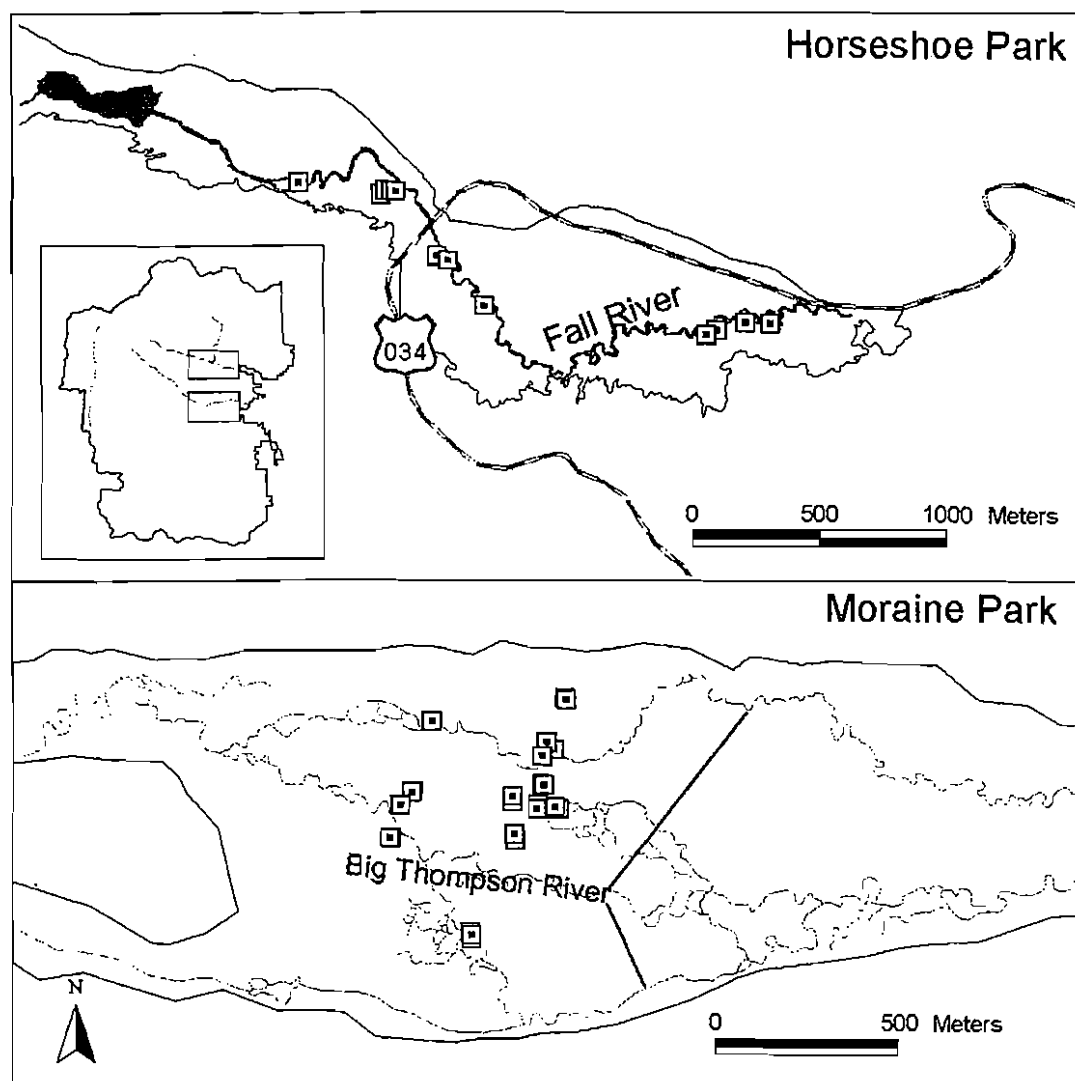 Horseshoe Park
Fall River
034
0 500 1000 Meters
Moraine Park
Big Thompson River
N
0 500 Meters